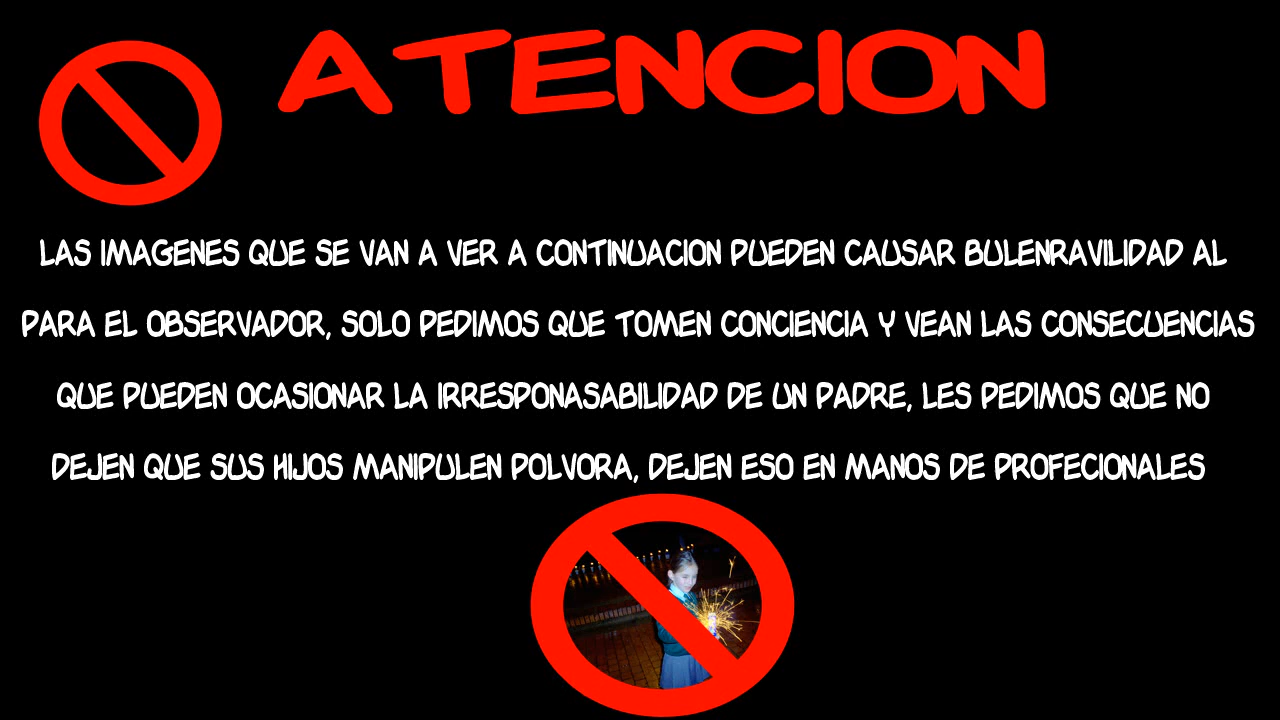 ATENCION
LAS IMAGENES QUE SE VAN A VER A CONTINUACION PUEDEN CAUSAR BULENRAVILIDAD AL
PARA EL OBSERVADOR, SOLO PEDIMOS QUE TOMEN CONCIENCIA Y VEAN LAS CONSECUENCIAS
QUE PUEDEN OCASIONAR LA IRRESPONASABILIDAD DE UN PADRE, LES PEDIMOS QUE NO
DEJEN QUE SUS HIJOS MANIPULEN POLVORA, DEJEN ESO EN MANOS DE PROFECIONALES